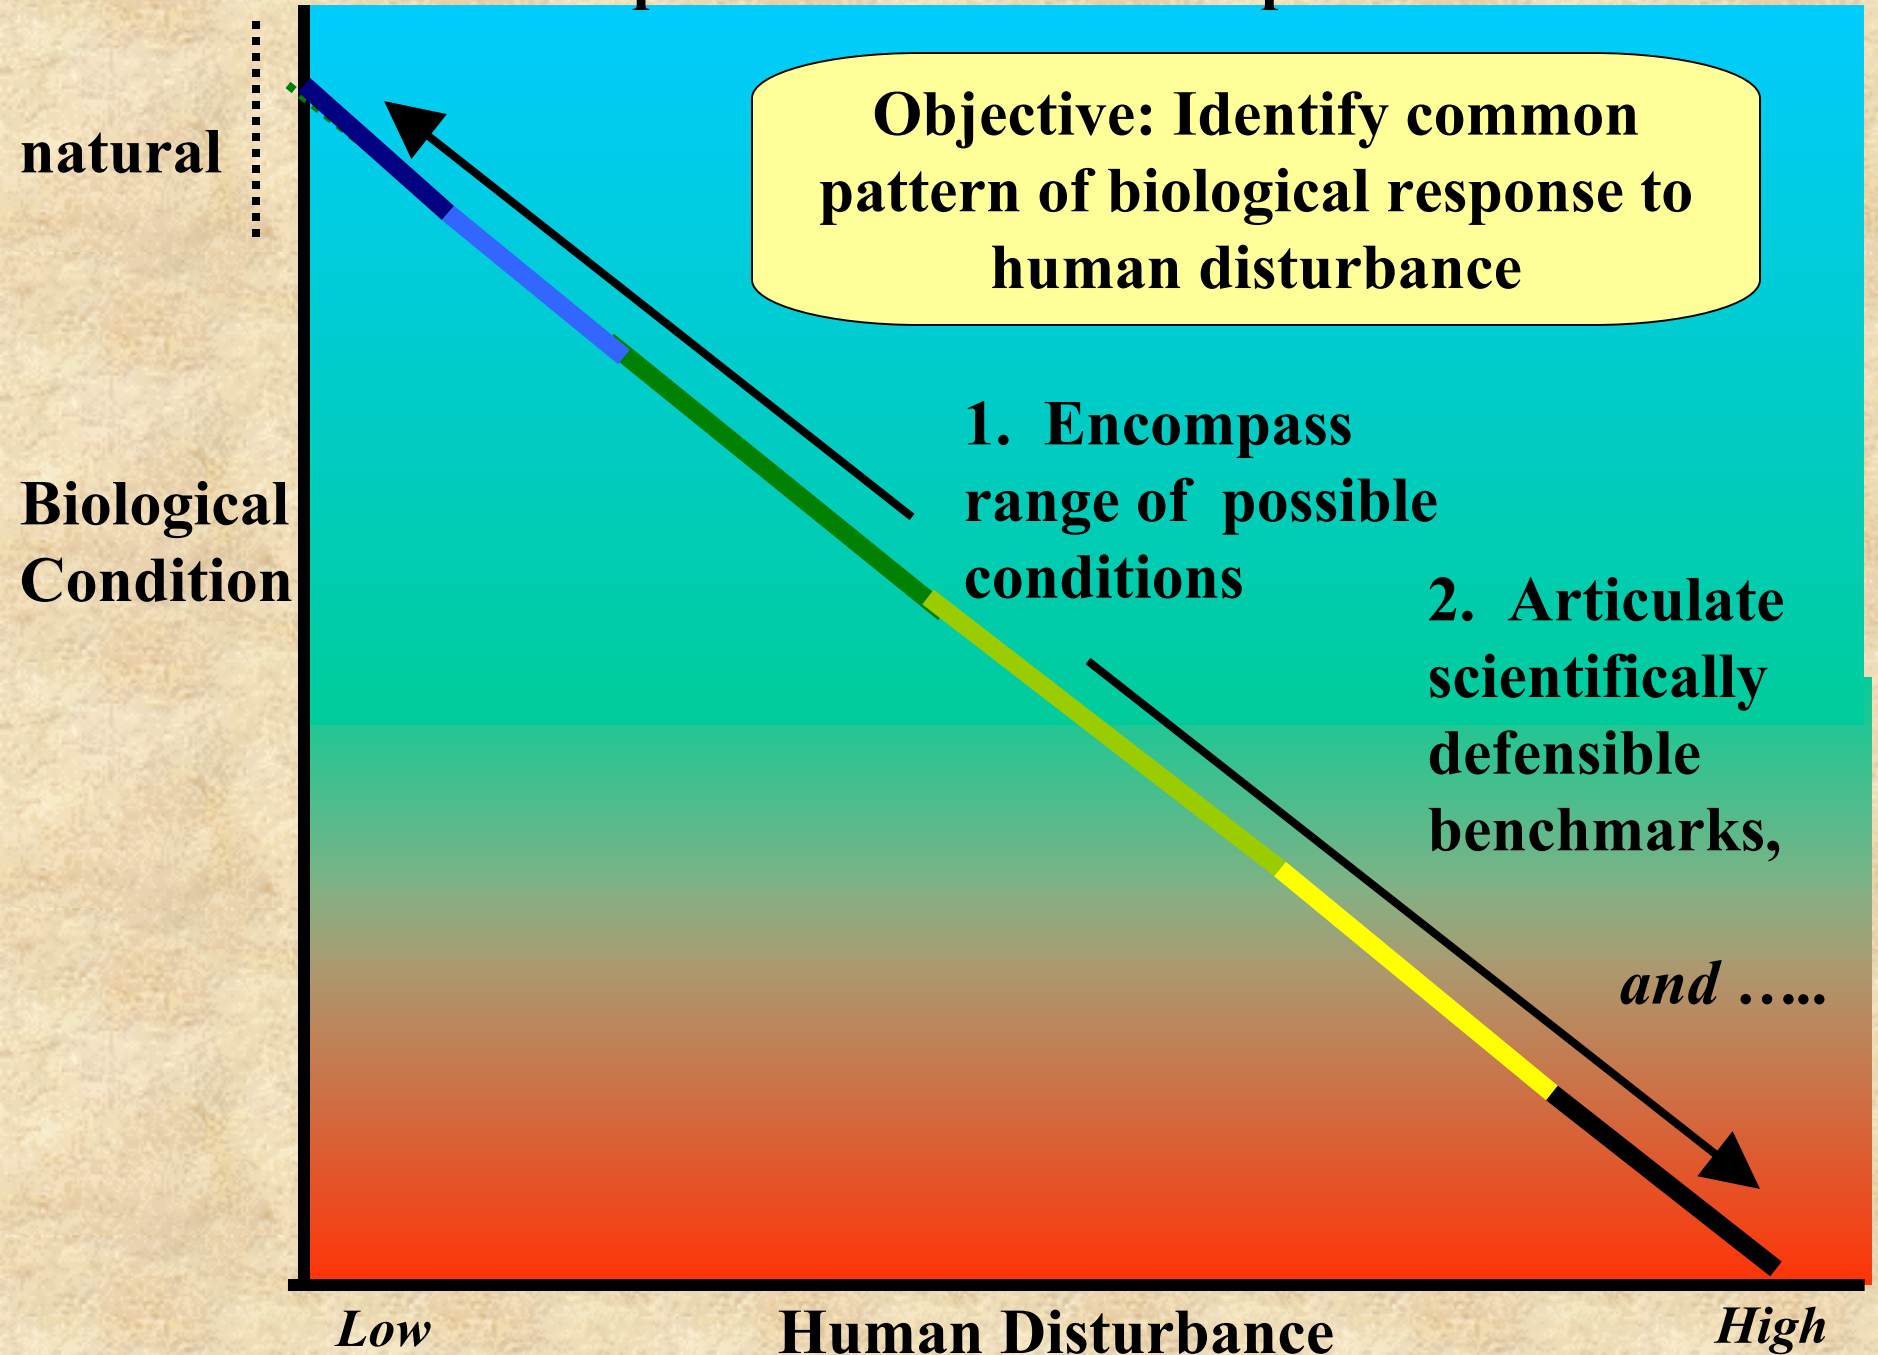 Objective: Identify common
pattern of biological response to
human disturbance
natural
1. Encompass
range of possible
conditions
Biological
Condition
2. Articulate
scientifically
defensible
benchmarks,
and …..
Low
Human Disturbance
High